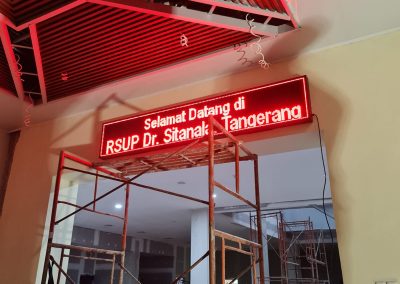 Selamat Datang di
RSUP Dr. Sitanala Tangerang